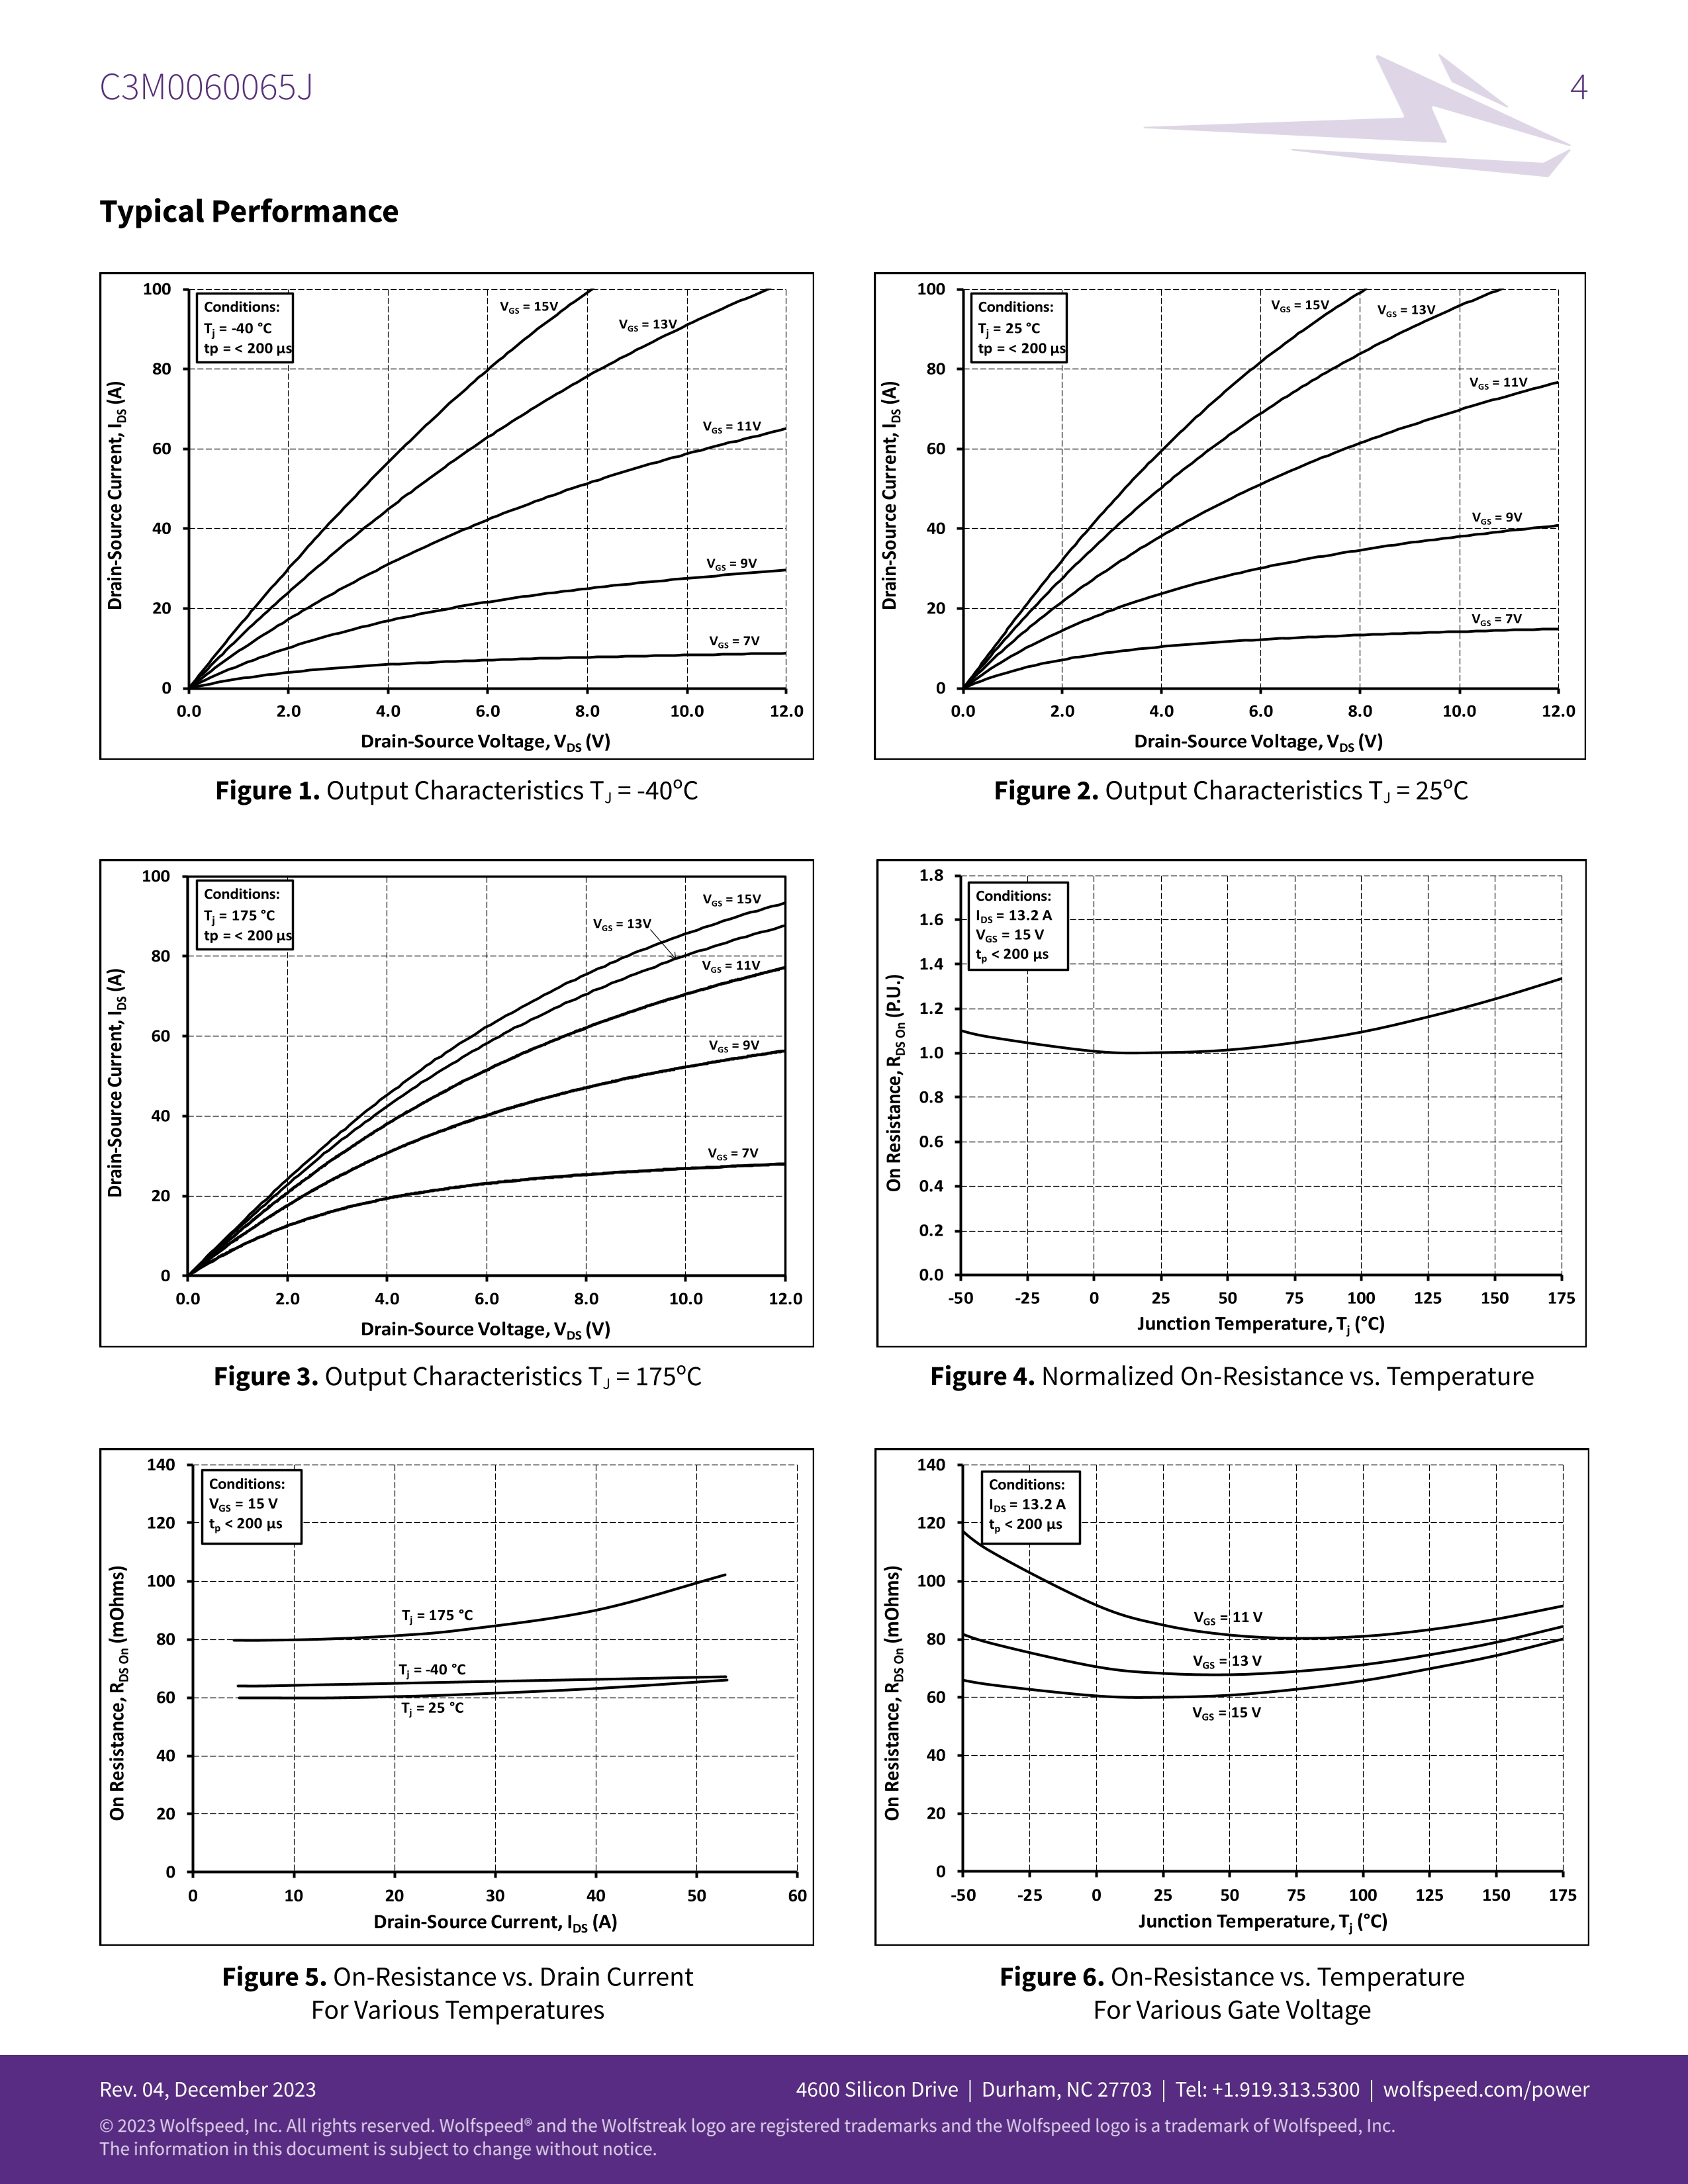 C3M0060065J
4
Typical Performance
100
80
60
40
20
0
0.0 2.0 4.0 6.0 8.0 10.0 12.0
Drain-Source Current, IDS (A)
Drain-Source Voltage, VDS (V)
Conditions:
Tj = -40 °C
tp = < 200 µs
VGS = 15V
VGS = 13V
VGS = 11V
VGS = 9V
VGS = 7V
Figure 1. Output Characteristics TJ = -40ºC
100
80
60
40
20
0
0.0 2.0 4.0 6.0 8.0 10.0 12.0
Drain-Source Current, IDS (A)
Drain-Source Voltage, VDS (V)
Conditions:
Tj = 25 °C
tp = < 200 µs
VGS = 15V
VGS = 13V
VGS = 11V
VGS = 9V
VGS = 7V
Figure 2. Output Characteristics TJ = 25ºC
100
80
60
40
20
0
0.0 2.0 4.0 6.0 8.0 10.0 12.0
Drain-Source Current, IDS (A)
Drain-Source Voltage, VDS (V)
Conditions:
Tj = 175 °C
tp = < 200 µs
VGS = 15V
VGS = 13V
VGS = 11V
VGS = 9V
VGS = 7V
Figure 3. Output Characteristics TJ = 175ºC
1.8
1.6
1.4
1.2
1.0
0.8
0.6
0.4
0.2
0.0
-50 -25 0 25 50 75 100 125 150 175
On Resistance, RDS On (P.U.)
Junction Temperature, Tj (°C)
Conditions:
IDS = 13.2 A
VGS = 15 V
tp < 200 µs
Figure 4. Normalized On-Resistance vs. Temperature
140
120
100
80
60
40
20
0
0 10 20 30 40 50 60
On Resistance, RDS On (mOhms)
Drain-Source Current, IDS (A)
Conditions:
VGS = 15 V
tp < 200 µs
Tj = 175 °C
Tj = -40 °C
Tj = 25 °C
Figure 5. On-Resistance vs. Drain Current
For Various Temperatures
140
120
100
80
60
40
20
0
-50 -25 0 25 50 75 100 125 150 175
On Resistance, RDS On (mOhms)
Junction Temperature, Tj (°C)
Conditions:
IDS = 13.2 A
tp < 200 µs
VGS = 11 V
VGS = 13 V
VGS = 15 V
Figure 6. On-Resistance vs. Temperature
For Various Gate Voltage
Rev. 04, December 2023
4600 Silicon Drive | Durham, NC 27703 | Tel: +1.919.313.5300 | wolfspeed.com/power
© 2023 Wolfspeed, Inc. All rights reserved. Wolfspeed® and the Wolfstreak logo are registered trademarks and the Wolfspeed logo is a trademark of Wolfspeed, Inc.
The information in this document is subject to change without notice.